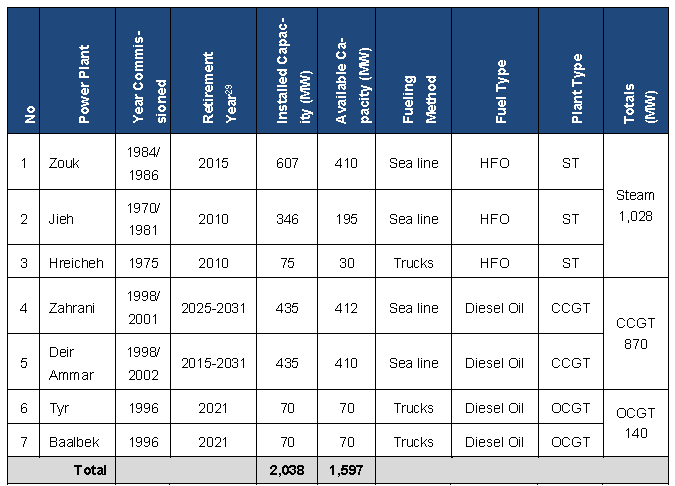 No Power Plant Year Commis- Retirement Installed Capac- Available Ca- Fueling Fuel Type Plant Type Totals
sioned Year29 ity (MW) pacity (MW) Method (MW)
1 Zouk 1984/ 2015 607 410 Sea line HFO ST
1986
2 Jieh 1970/ 2010 346 195 Sea line HFO ST
1981
3 Hreicheh 1975 2010 75 30 Trucks HFO ST
Steam
1,028
4 Zahrani 1998/ 2025-2031 435 412 Sea line Diesel Oil CCGT
2001
5 Deir 1998/ 2015-2031 435 410 Sea line Diesel Oil CCGT
Ammar 2002
CCGT
870
6 Tyr 1996 2021 70 70 Trucks Diesel Oil OCGT
7 Baalbek 1996 2021 70 70 Trucks Diesel Oil OCGT
OCGT
140
Total 2,038 1,597